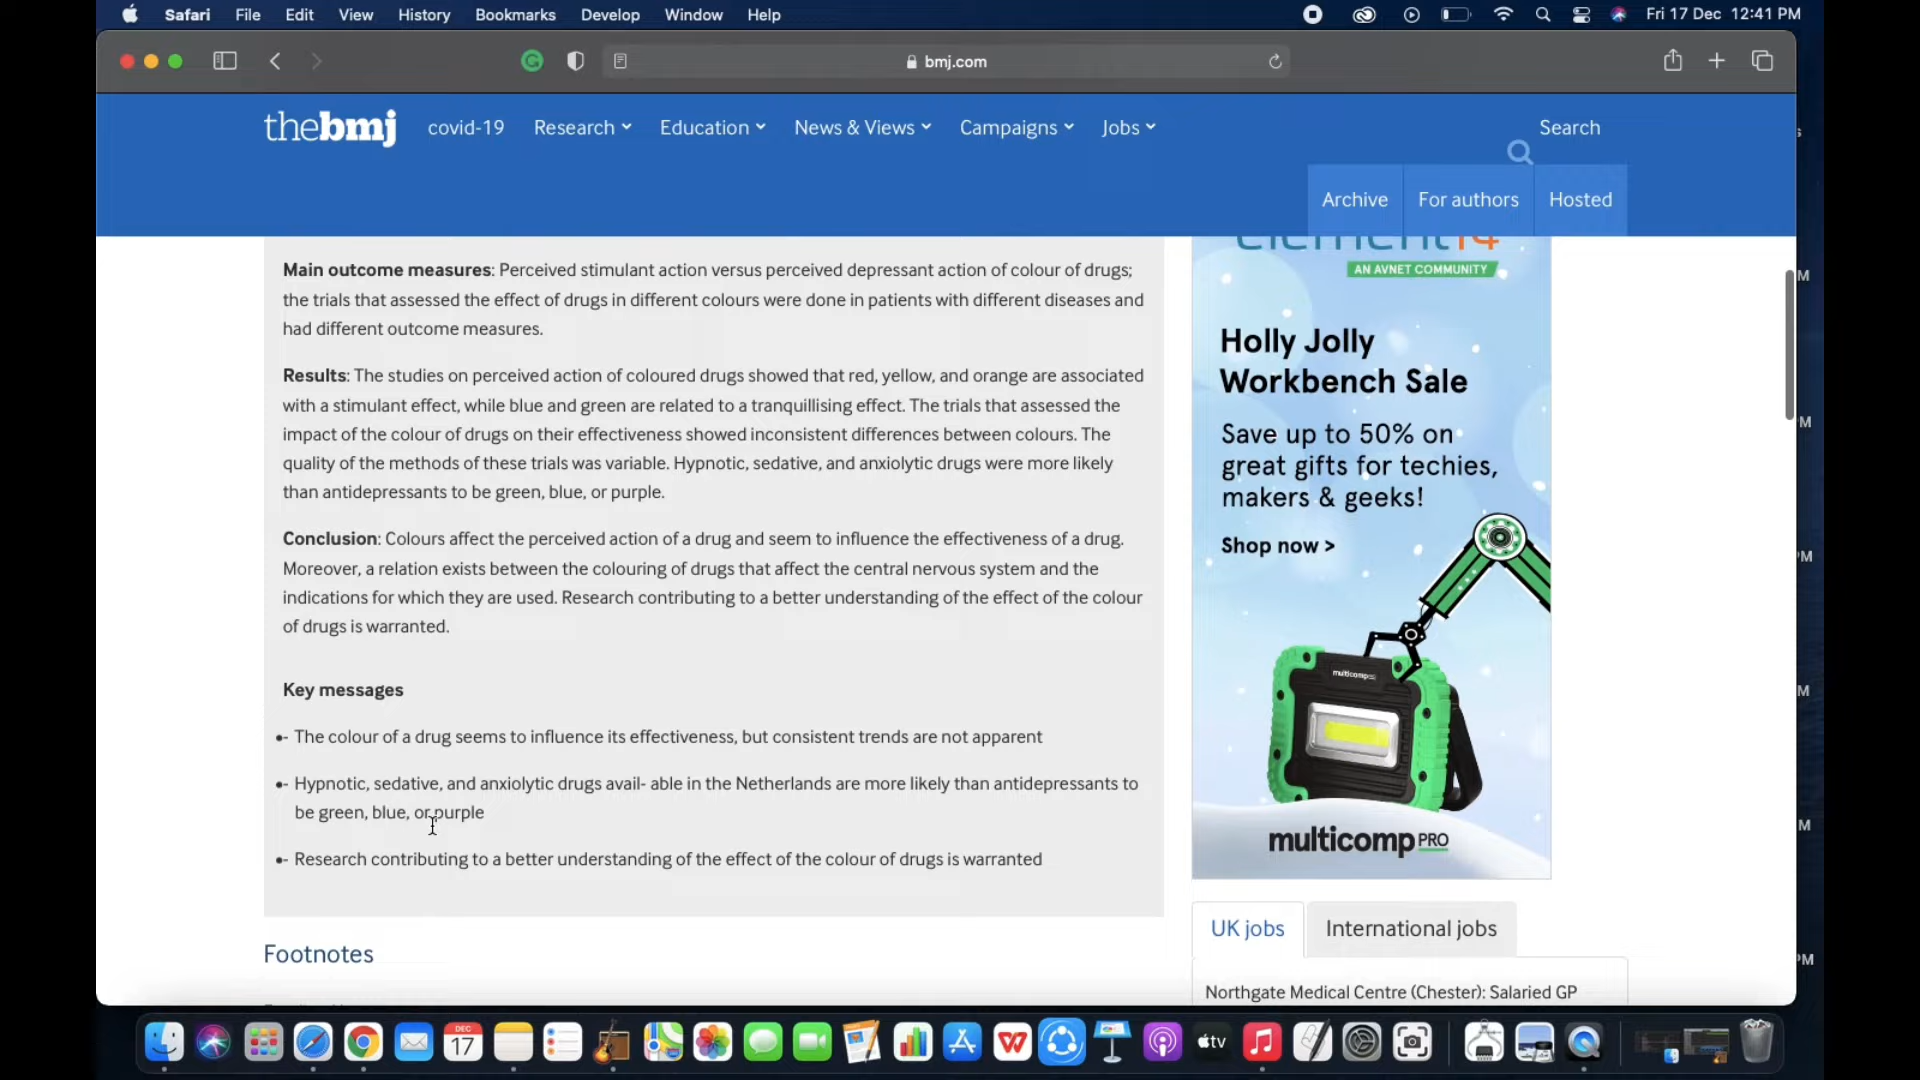 Safari File Edit View History Bookmarks Develop Window Help Fri 17 Dec 12:41 PM
bmj.com
thebmj covid-19 Research Education News & Views Campaigns Jobs Search
Archive For authors Hosted
Main outcome measures: Perceived stimulant action versus perceived depressant action of colour of drugs;
the trials that assessed the effect of drugs in different colours were done in patients with different diseases and
had different outcome measures.
Results: The studies on perceived action of coloured drugs showed that red, yellow, and orange are associated
with a stimulant effect, while blue and green are related to a tranquillising effect. The trials that assessed the
impact of the colour of drugs on their effectiveness showed inconsistent differences between colours. The
quality of the methods of these trials was variable. Hypnotic, sedative, and anxiolytic drugs were more likely
than antidepressants to be green, blue, or purple.
Conclusion: Colours affect the perceived action of a drug and seem to influence the effectiveness of a drug.
Moreover, a relation exists between the colouring of drugs that affect the central nervous system and the
indications for which they are used. Research contributing to a better understanding of the effect of the colour
of drugs is warranted.
Key messages
•- The colour of a drug seems to influence its effectiveness, but consistent trends are not apparent
•- Hypnotic, sedative, and anxiolytic drugs avail- able in the Netherlands are more likely than antidepressants to
be green, blue, or purple
•- Research contributing to a better understanding of the effect of the colour of drugs is warranted
Footnotes
element14
AN AVNET COMMUNITY
Holly Jolly
Workbench Sale
Save up to 50% on
great gifts for techies,
makers & geeks!
Shop now >
multicomp PRO
multicomp PRO
UK jobs International jobs
Northgate Medical Centre (Chester): Salaried GP
DEC
17
tv